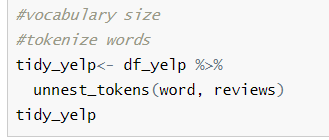 #vocabulary size
#tokenize words
tidy_yelp<- df_yelp %>%
  unnest_tokens(word, reviews)
tidy_yelp